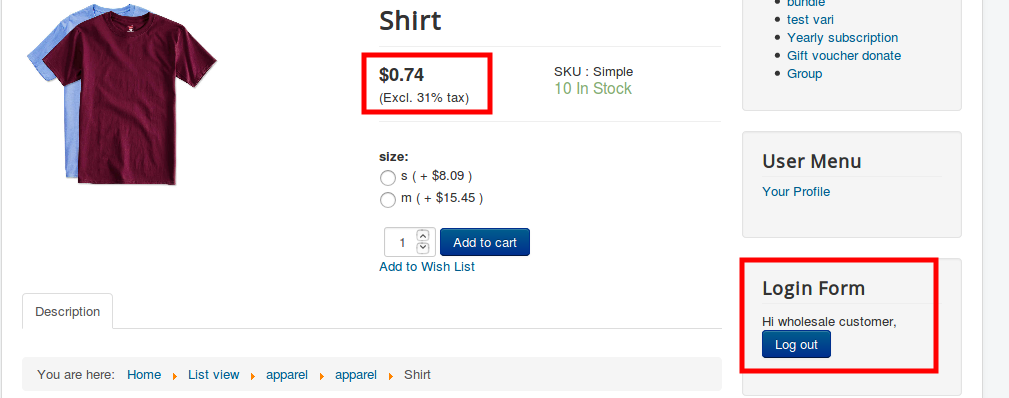 Shirt
$0.74
(Excl. 31% tax)
SKU : Simple
10 In Stock
size:
s ( + $8.09 )
m ( + $15.45 )
1
Add to cart
Add to Wish List
Description
You are here: Home List view apparel apparel Shirt
bundle
test vari
Yearly subscription
Gift voucher donate
Group
User Menu
Your Profile
Login Form
Hi wholesale customer,
Log out